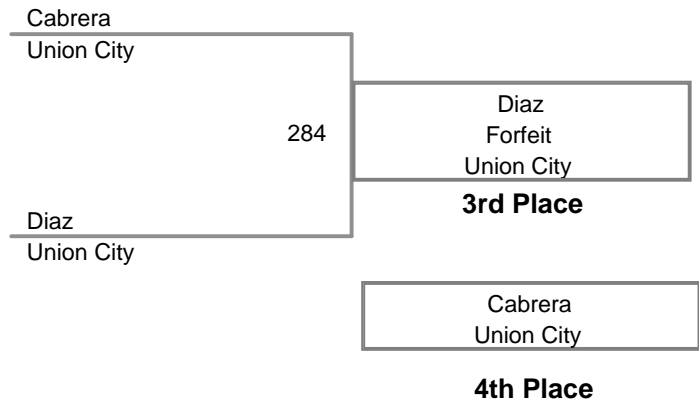 Cabrera
Union City
284
Diaz
Forfeit
Union City
3rd Place
Diaz
Union City
Cabrera
Union City
4th Place